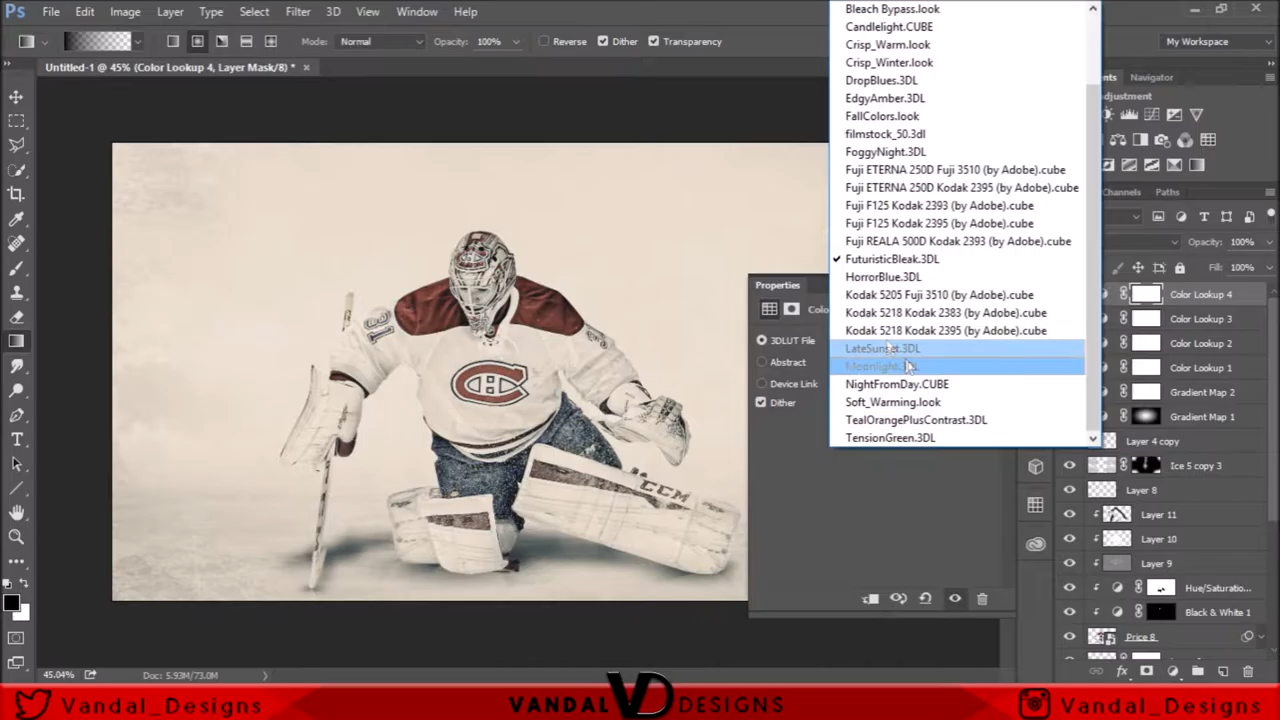 Ps File Edit Image Layer Type Select Filter 3D View Window Help
Mode: Normal Opacity: 100% Reverse Dither Transparency
My Workspace
Untitled-1 @ 45% (Color Lookup 4, Layer Mask/8) * ×
Bleach Bypass.look
Candlelight.CUBE
Crisp_Warm.look
Crisp_Winter.look
DropBlues.3DL
EdgyAmber.3DL
FallColors.look
filmstock_50.3dl
FoggyNight.3DL
Fuji ETERNA 250D Fuji 3510 (by Adobe).cube
Fuji ETERNA 250D Kodak 2395 (by Adobe).cube
Fuji F125 Kodak 2393 (by Adobe).cube
Fuji F125 Kodak 2395 (by Adobe).cube
Fuji REALA 500D Kodak 2393 (by Adobe).cube
FuturisticBleak.3DL
HorrorBlue.3DL
Kodak 5205 Fuji 3510 (by Adobe).cube
Kodak 5218 Kodak 2383 (by Adobe).cube
Kodak 5218 Kodak 2395 (by Adobe).cube
LateSunset.3DL
NightFromDay.CUBE
Soft_Warming.look
TealOrangePlusContrast.3DL
TensionGreen.3DL
Properties
3DLUT File
Abstract
Device Link
Dither
Navigator
Paths
Opacity: 100%
Fill: 100%
Color Lookup 4
Color Lookup 3
Color Lookup 2
Color Lookup 1
Gradient Map 2
Gradient Map 1
Layer 4 copy
Ice 5 copy 3
Layer 8
Layer 11
Layer 10
Layer 9
Hue/Saturatio...
Black & White 1
Price 8
CCM
45.04% Doc: 5.93M/73.0M
Vandal_Designs VANDAL VD DESIGNS Vandal_Designs